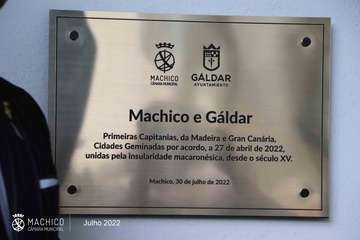 MACHICO
CÂMARA MUNICIPAL
GÁLDAR
AYUNTAMIENTO
Machico e Gáldar
Primeiras Capitanias, da Madeira e Gran Canária,
Cidades Geminadas por acordo, a 27 de abril de 2022,
unidas pela insularidade macaronésica, desde o século XV.
Machico, 30 de julho de 2022
MACHICO
CÂMARA MUNICIPAL
Julho 2022